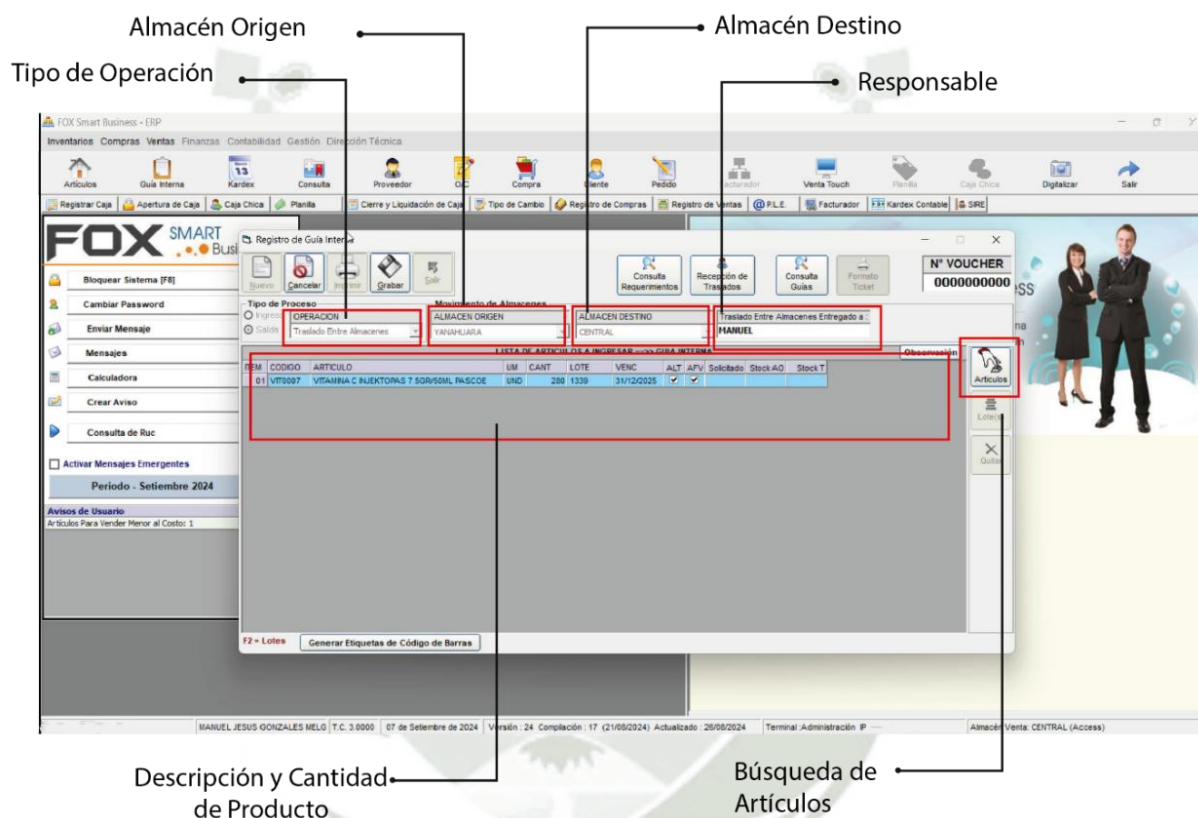 Almacén Origen
Almacén Destino
Tipo de Operación
Responsable
FOX Smart Business - ERP
Inventarios Compras Ventas Finanzas Contabilidad Gestión Dirección Técnica
Artículos Guía Interna Kardex Consulta Proveedor O/C Compra Cliente Pedido Facturador Venta Touch Planilla Caja Chica Digitalizar Salir
Registrar Caja Apertura de Caja Caja Chica Planilla Cierre y Liquidación de Caja Tipo de Cambio Registro de Compras Registro de Ventas P.L.E. Facturador Kardex Contable SIRE
FOX SMART
Busi
Bloquear Sistema [F8]
Cambiar Password
Enviar Mensaje
Mensajes
Calculadora
Crear Aviso
Consulta de Ruc
Activar Mensajes Emergentes
Periodo - Setiembre 2024
Avisos de Usuario
Artículos Para Vender Menor al Costo: 1
Registro de Guía Interna
Nuevo Cancelar Imprimir Grabar Salir
Consulta Requerimientos
Recepción de Traslados
Consulta Guías
Formato Ticket
N° VOUCHER
0000000000
Tipo de Proceso
Movimiento de Almacenes
Ingreso
Salida
OPERACION
Traslado Entre Almacenes
ALMACEN ORIGEN
YANAHUARA
ALMACEN DESTINO
CENTRAL
Traslado Entre Almacenes Entregado a :
MANUEL
LISTA DE ARTICULOS A INGRESAR --->> GUIA INTERNA
Observación
ITEM CODIGO ARTICULO UM CANT LOTE VENC ALT AFV Solicitado Stock AO Stock T
01 VIT0007 VITAMINA C INJEKTOPAS 7.5GR/50ML PASCOE UND 280 1339 31/12/2025
Artículos
Lote(s)
Quitar
F2 = Lotes
Generar Etiquetas de Código de Barras
ss
MANUEL JESUS GONZALES MELG T.C. 3.0000 07 de Setiembre de 2024 Versión : 24 Compilación : 17 (21/08/2024) Actualizado : 26/08/2024 Terminal :Administración IP Almacén Venta: CENTRAL (Access)
Descripción y Cantidad
de Producto
Búsqueda de
Artículos